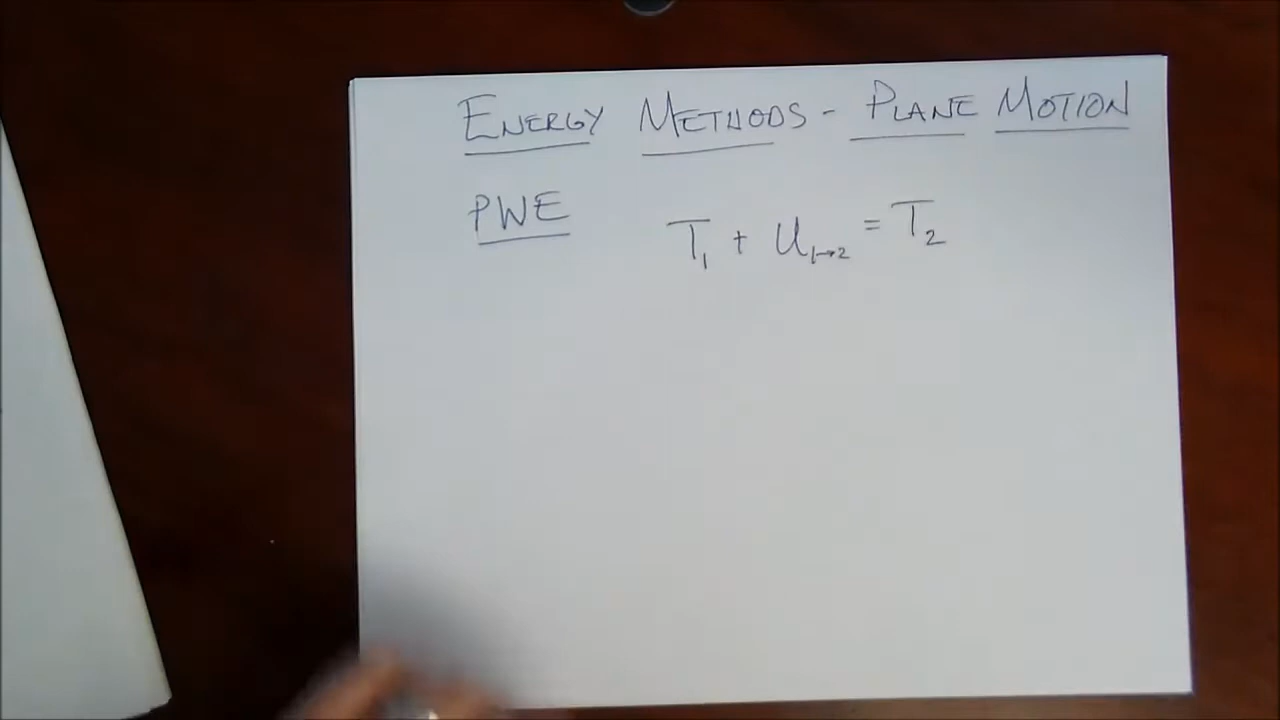 ENERGY METHODS - PLANE MOTION
PWE T₁ + U₁→₂ = T₂